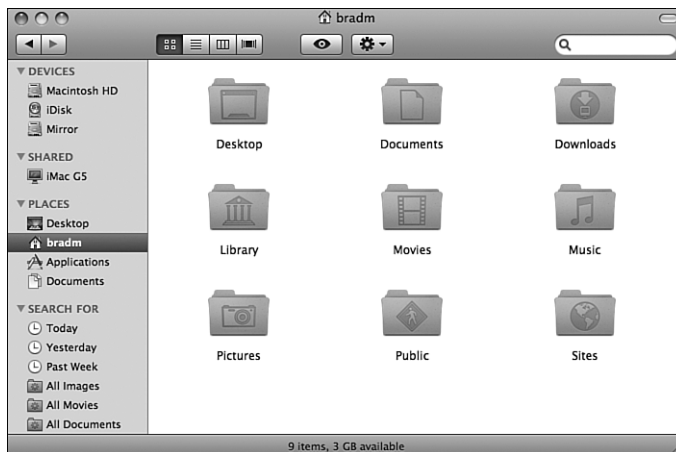 bradm
DEVICES
Macintosh HD
iDisk
Mirror
SHARED
iMac G5
PLACES
Desktop
bradm
Applications
Documents
SEARCH FOR
Today
Yesterday
Past Week
All Images
All Movies
All Documents
Desktop Documents Downloads
Library Movies Music
Pictures Public Sites
9 items, 3 GB available